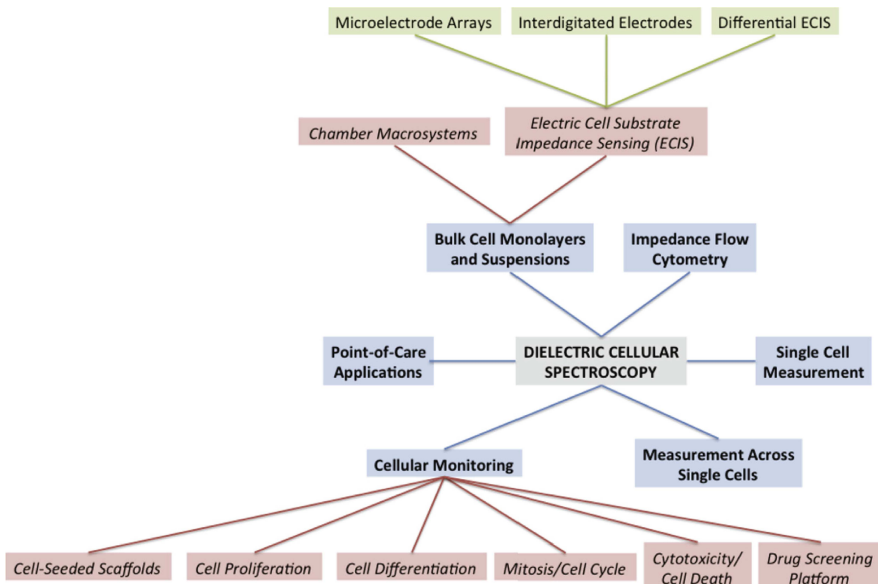 Microelectrode Arrays
Interdigitated Electrodes
Differential ECIS
Chamber Macrosystems
Electric Cell Substrate
Impedance Sensing (ECIS)
Bulk Cell Monolayers
and Suspensions
Impedance Flow
Cytometry
Point-of-Care
Applications
DIELECTRIC CELLULAR
SPECTROSCOPY
Single Cell
Measurement
Cellular Monitoring
Measurement Across
Single Cells
Cell-Seeded Scaffolds
Cell Proliferation
Cell Differentiation
Mitosis/Cell Cycle
Cytotoxicity/
Cell Death
Drug Screening
Platform